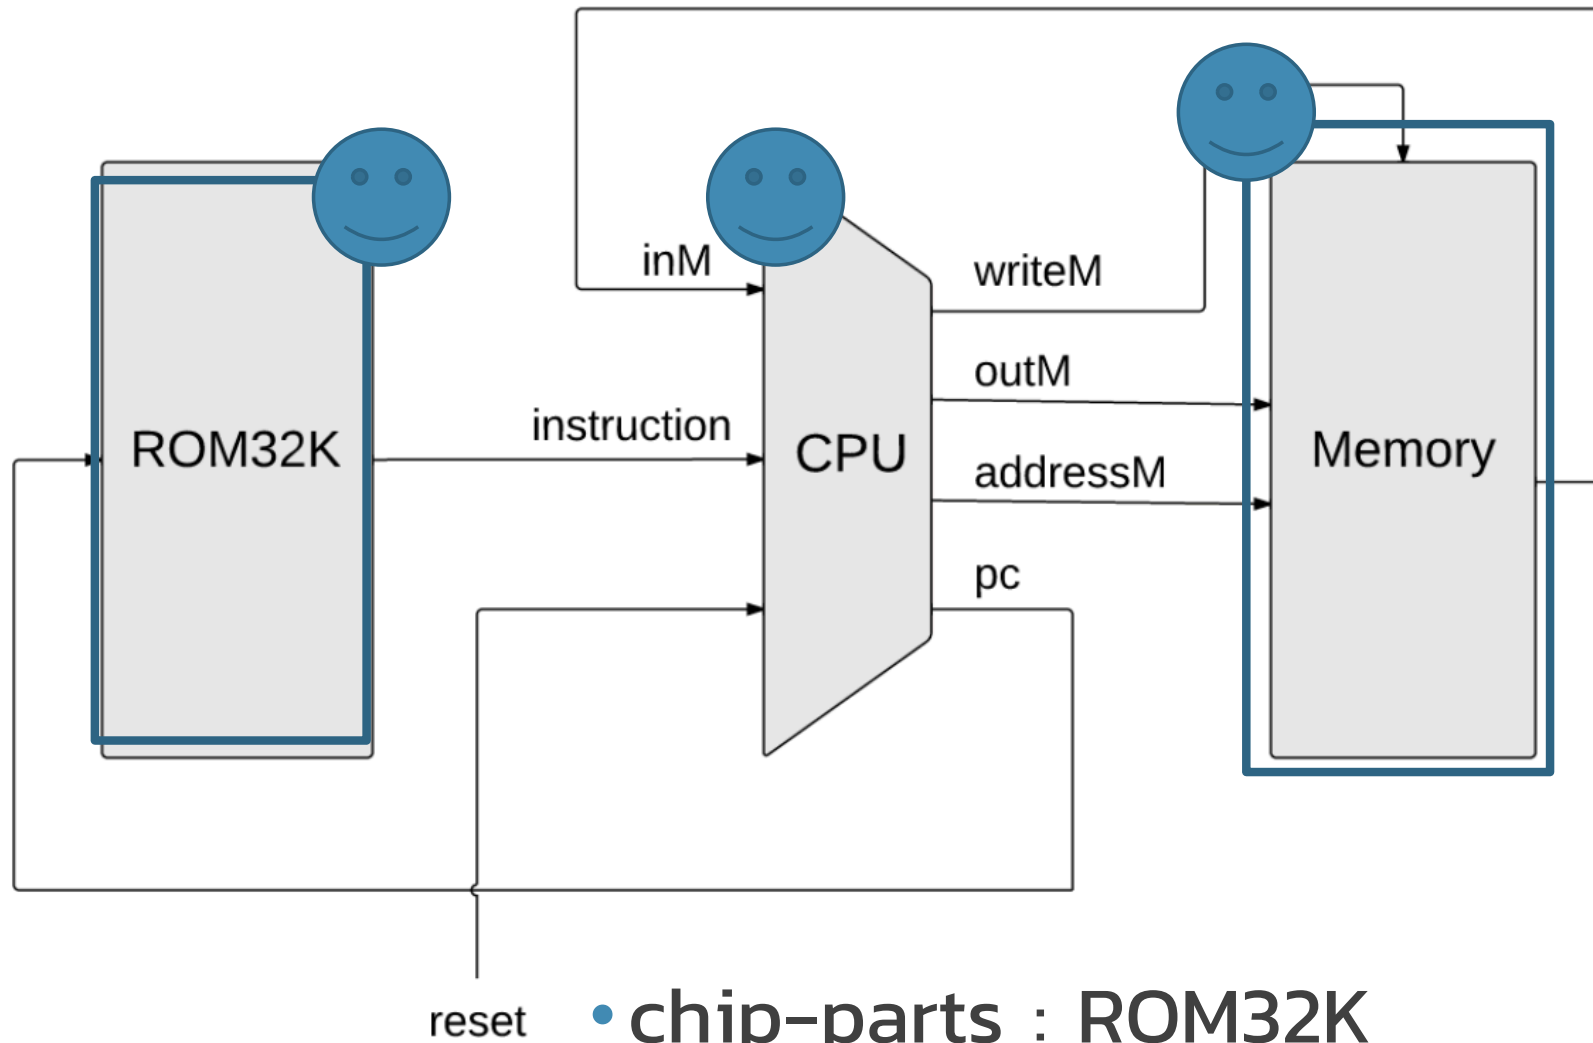 inM
writeM
outM
instruction
ROM32K
CPU
Memory
addressM
pc
reset
• chip-parts : ROM32K